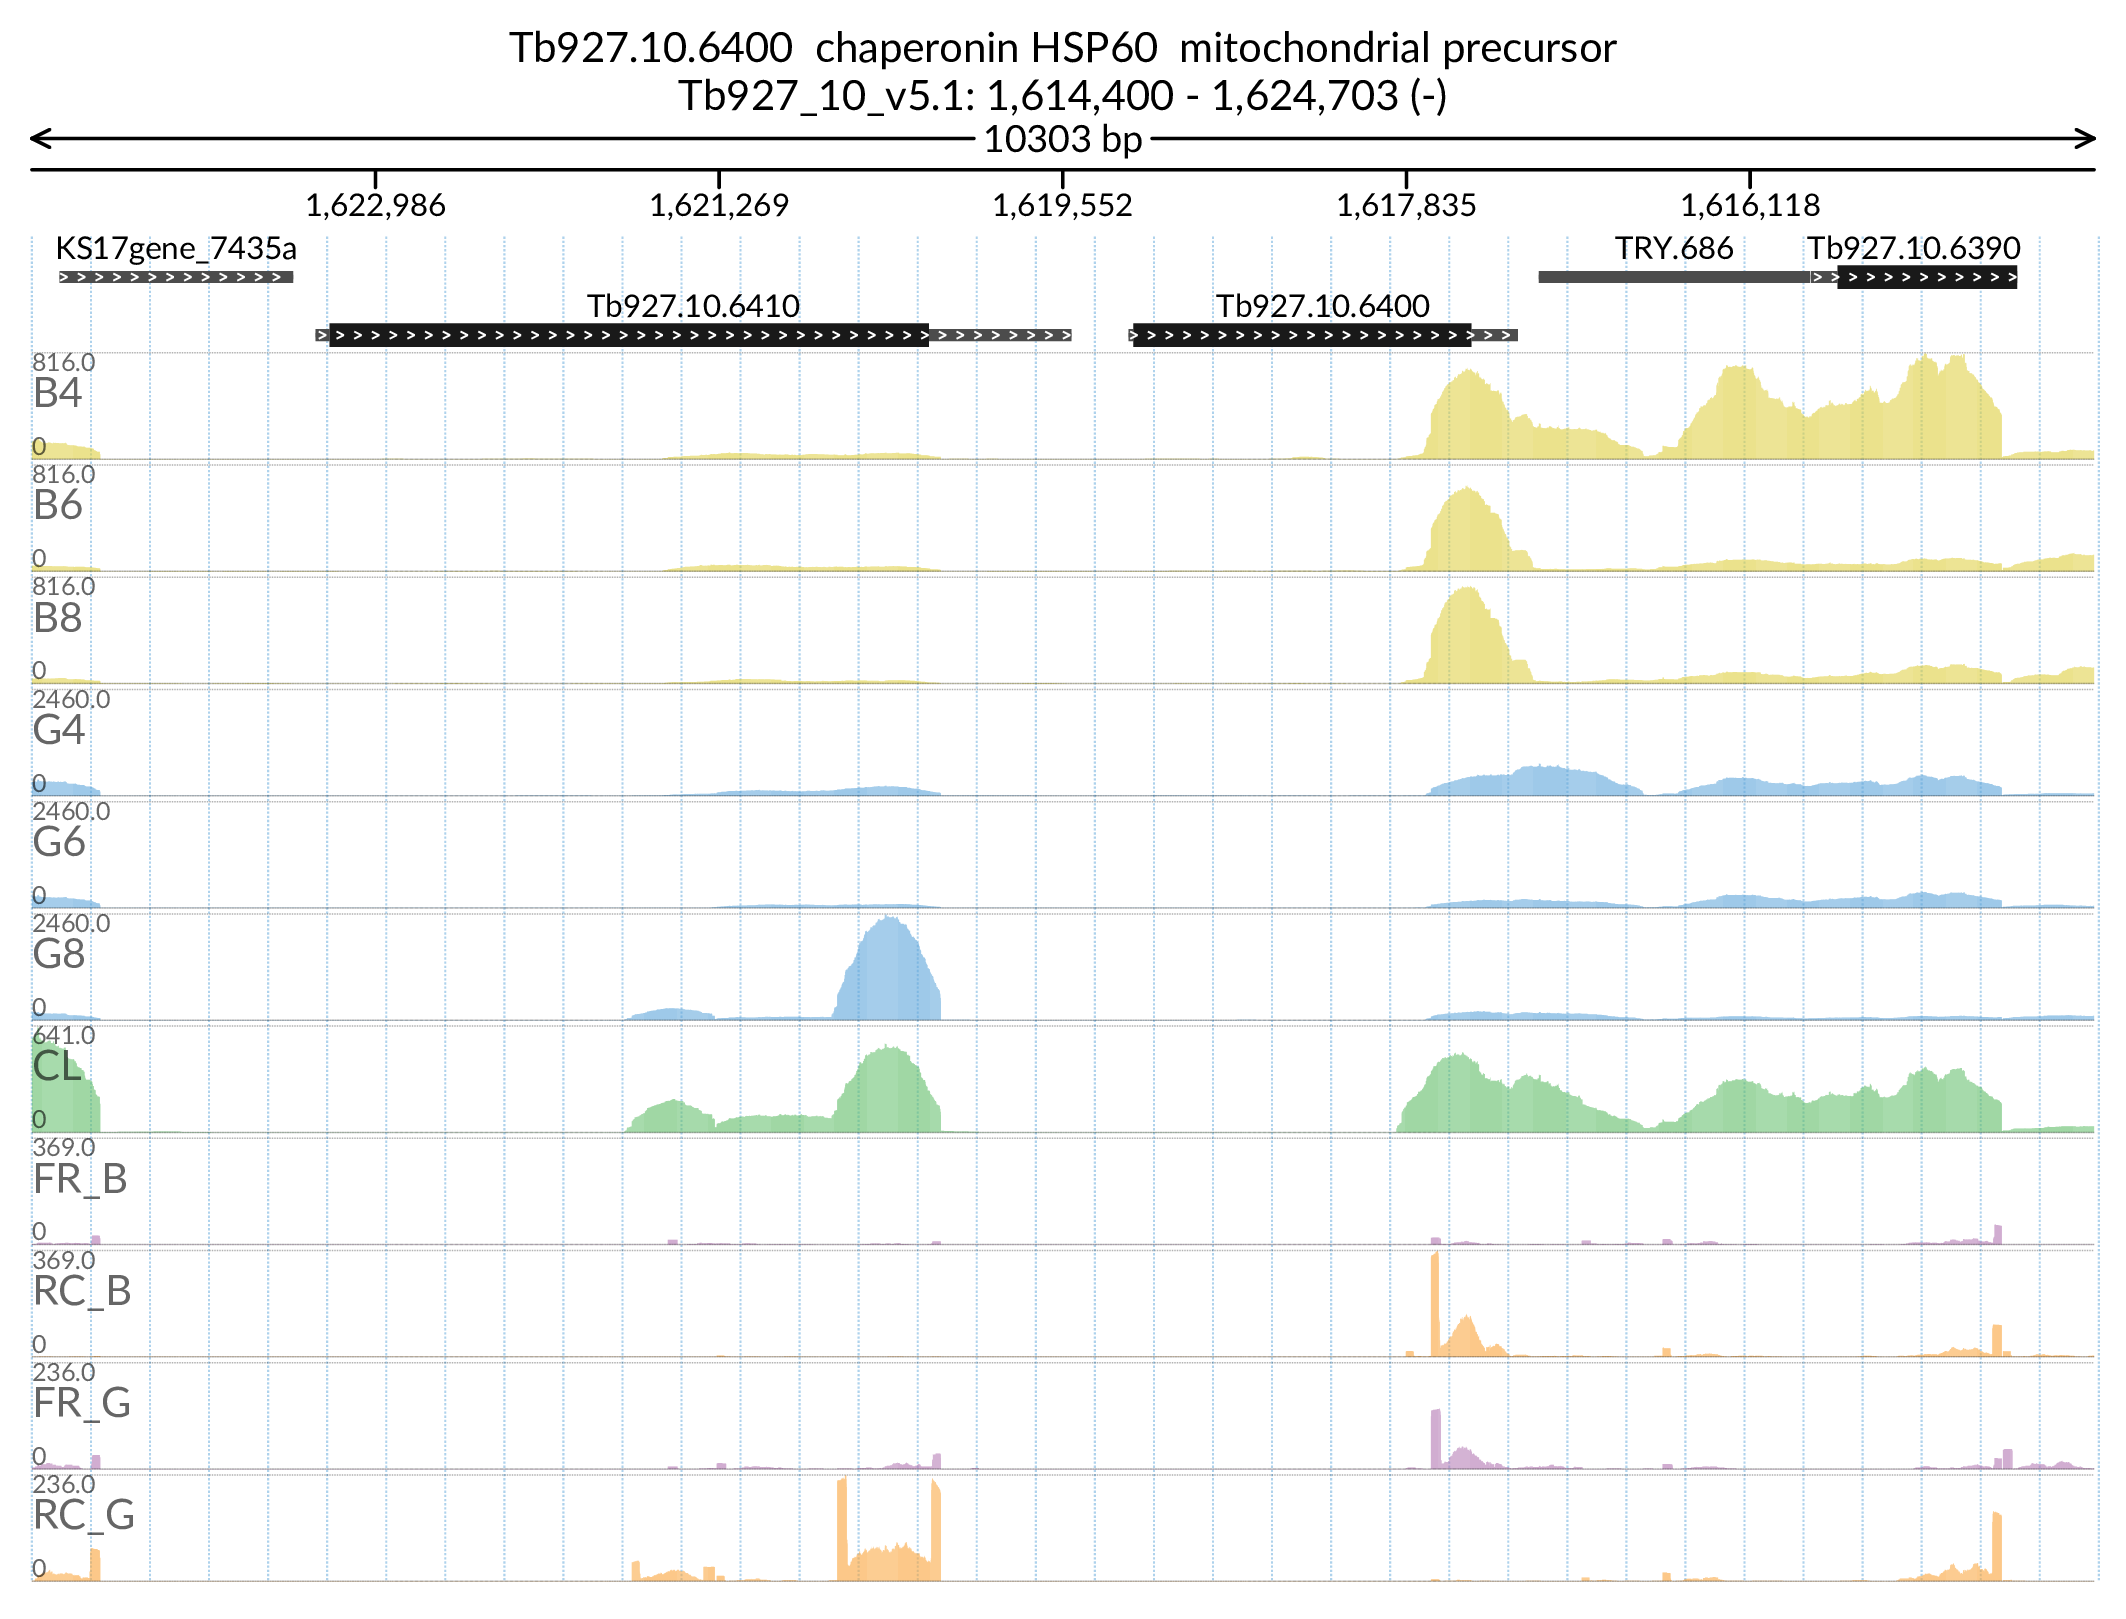 Tb927.10.6400  chaperonin HSP60  mitochondrial precursor
Tb927_10_v5.1: 1,614,400 - 1,624,703 (-)
10303 bp
1,622,986 1,621,269 1,619,552 1,617,835 1,616,118
KS17gene_7435a TRY.686 Tb927.10.6390
Tb927.10.6410 Tb927.10.6400
816.0
B4
0
816.0
B6
0
816.0
B8
0
2460.0
G4
0
2460.0
G6
0
2460.0
G8
0
641.0
CL
0
369.0
FR_B
0
369.0
RC_B
0
236.0
FR_G
0
236.0
RC_G
0